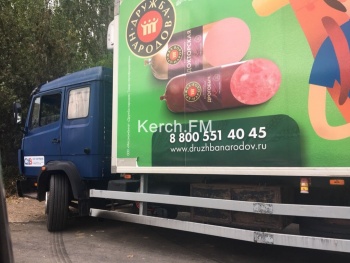 ДРУЖБА
НАРОДОВ
Kerch.FM
8 800 551 40 45
www.druzhbanarodov.ru